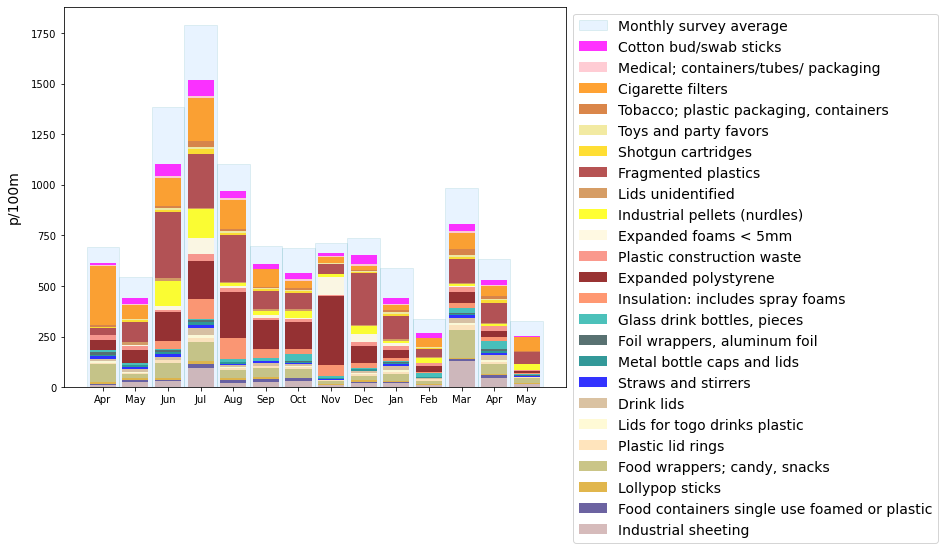 p/100m
1750
1500
1250
1000
750
500
250
0
Apr May Jun Jul Aug Sep Oct Nov Dec Jan Feb Mar Apr May
Monthly survey average
Cotton bud/swab sticks
Medical; containers/tubes/ packaging
Cigarette filters
Tobacco; plastic packaging, containers
Toys and party favors
Shotgun cartridges
Fragmented plastics
Lids unidentified
Industrial pellets (nurdles)
Expanded foams < 5mm
Plastic construction waste
Expanded polystyrene
Insulation: includes spray foams
Glass drink bottles, pieces
Foil wrappers, aluminum foil
Metal bottle caps and lids
Straws and stirrers
Drink lids
Lids for togo drinks plastic
Plastic lid rings
Food wrappers; candy, snacks
Lollypop sticks
Food containers single use foamed or plastic
Industrial sheeting